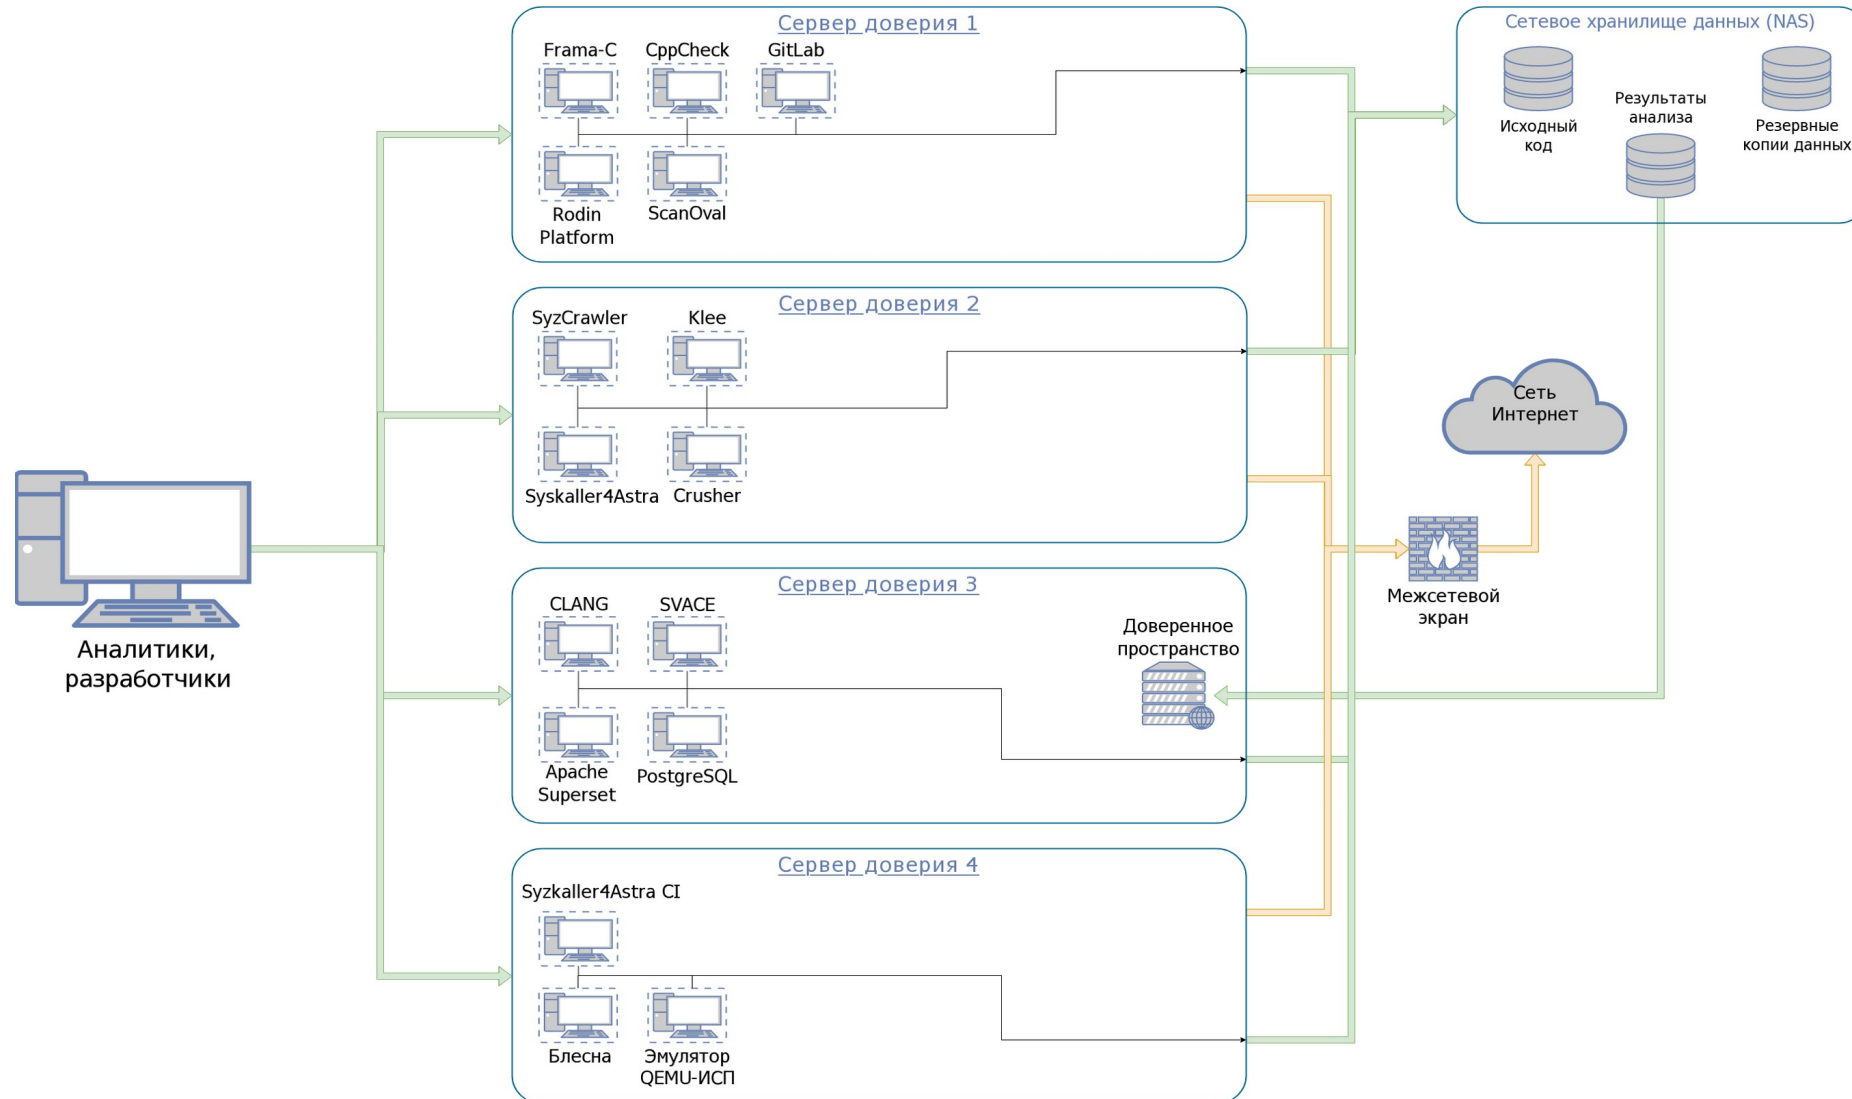 Сервер доверия 1
Frama-C
CppCheck
GitLab
Rodin
Platform
ScanOval
Сетевое хранилище данных (NAS)
Исходный
код
Результаты
анализа
Резервные
копии данных
Сервер доверия 2
SyzCrawler
Klee
Syskaller4Astra
Crusher
Сеть
Интернет
Межсетевой
экран
Аналитики,
разработчики
Сервер доверия 3
CLANG
SVACE
Apache
Superset
PostgreSQL
Доверенное
пространство
Сервер доверия 4
Syzkaller4Astra CI
Блесна
Эмулятор
QEMU-ИСП